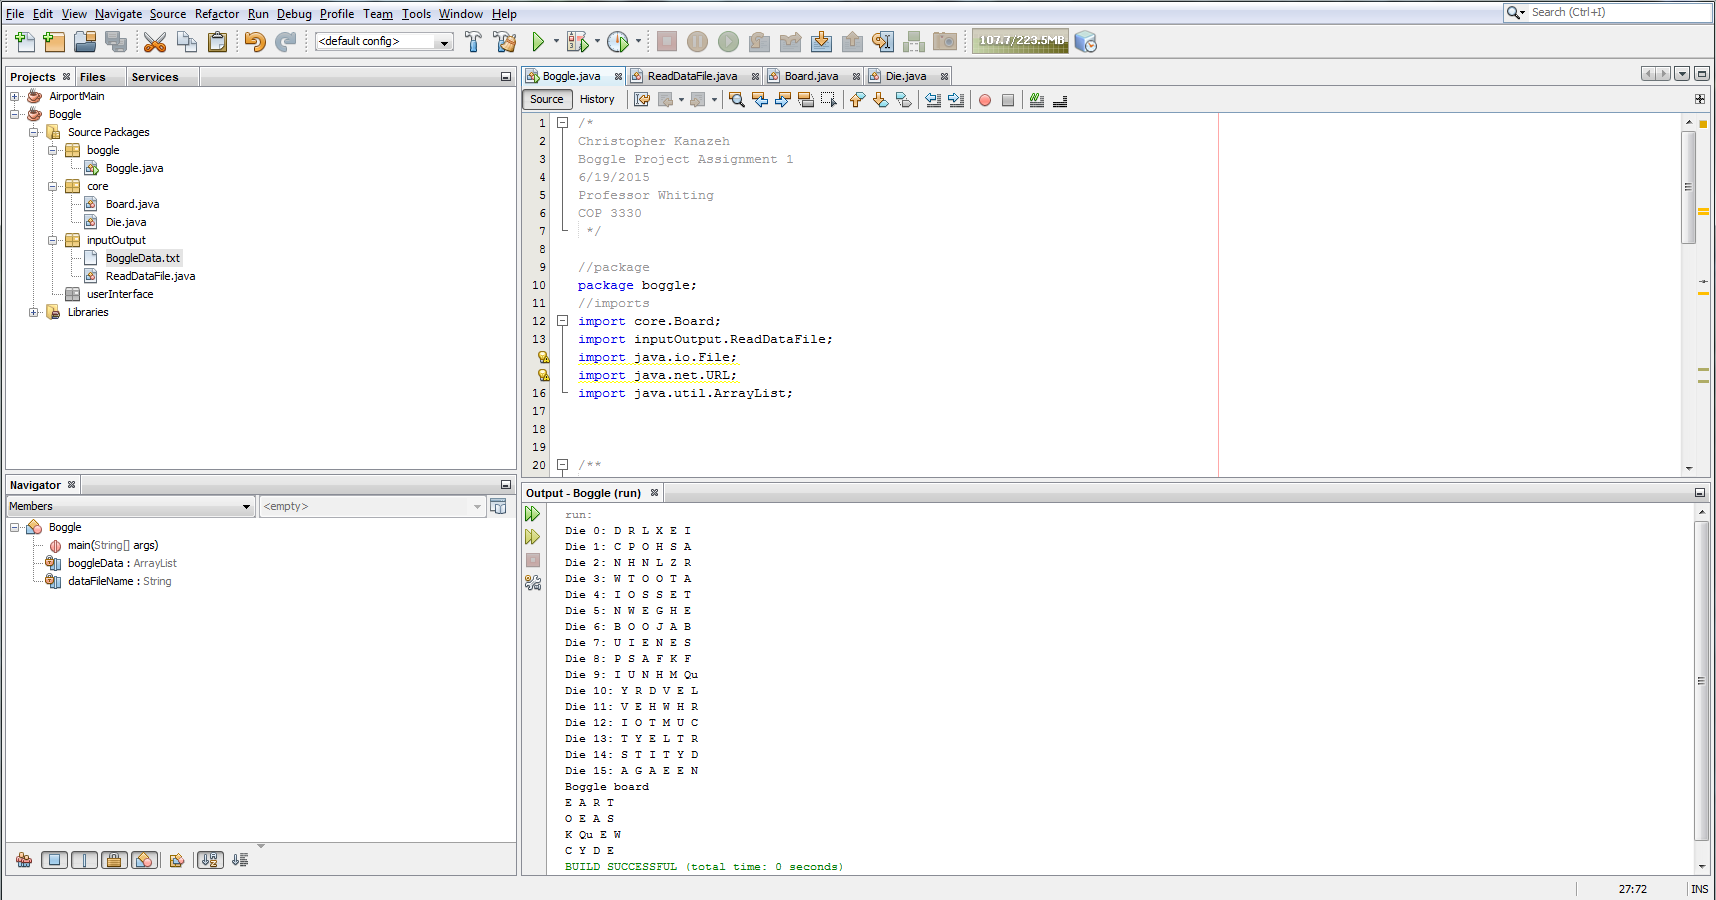 File Edit View Navigate Source Refactor Run Debug Profile Team Tools Window Help
Search (Ctrl+I)
<default config>
107.7/223.5MB
Projects Files Services
AirportMain
Boggle
Source Packages
boggle
Boggle.java
core
Board.java
Die.java
inputOutput
BoggleData.txt
ReadDataFile.java
userInterface
Libraries
Navigator
Members
<empty>
Boggle
main(String[] args)
boggleData : ArrayList
dataFileName : String
Boggle.java ReadDataFile.java Board.java Die.java
Source History
1 /*
2 Christopher Kanazeh
3 Boggle Project Assignment 1
4 6/19/2015
5 Professor Whiting
6 COP 3330
7 */
8
9 //package
10 package boggle;
11 //imports
12 import core.Board;
13 import inputOutput.ReadDataFile;
import java.io.File;
import java.net.URL;
16 import java.util.ArrayList;
17
18
19
20 /**
Output - Boggle (run)
run:
Die 0: D R L X E I
Die 1: C P O H S A
Die 2: N H N L Z R
Die 3: W T O O T A
Die 4: I O S S E T
Die 5: N W E G H E
Die 6: B O O J A B
Die 7: U I E N E S
Die 8: P S A F K F
Die 9: I U N H M Qu
Die 10: Y R D V E L
Die 11: V E H W H R
Die 12: I O T M U C
Die 13: T Y E L T R
Die 14: S T I T Y D
Die 15: A G A E E N
Boggle board
E A R T
O E A S
K Qu E W
C Y D E
BUILD SUCCESSFUL (total time: 0 seconds)
27:72 INS